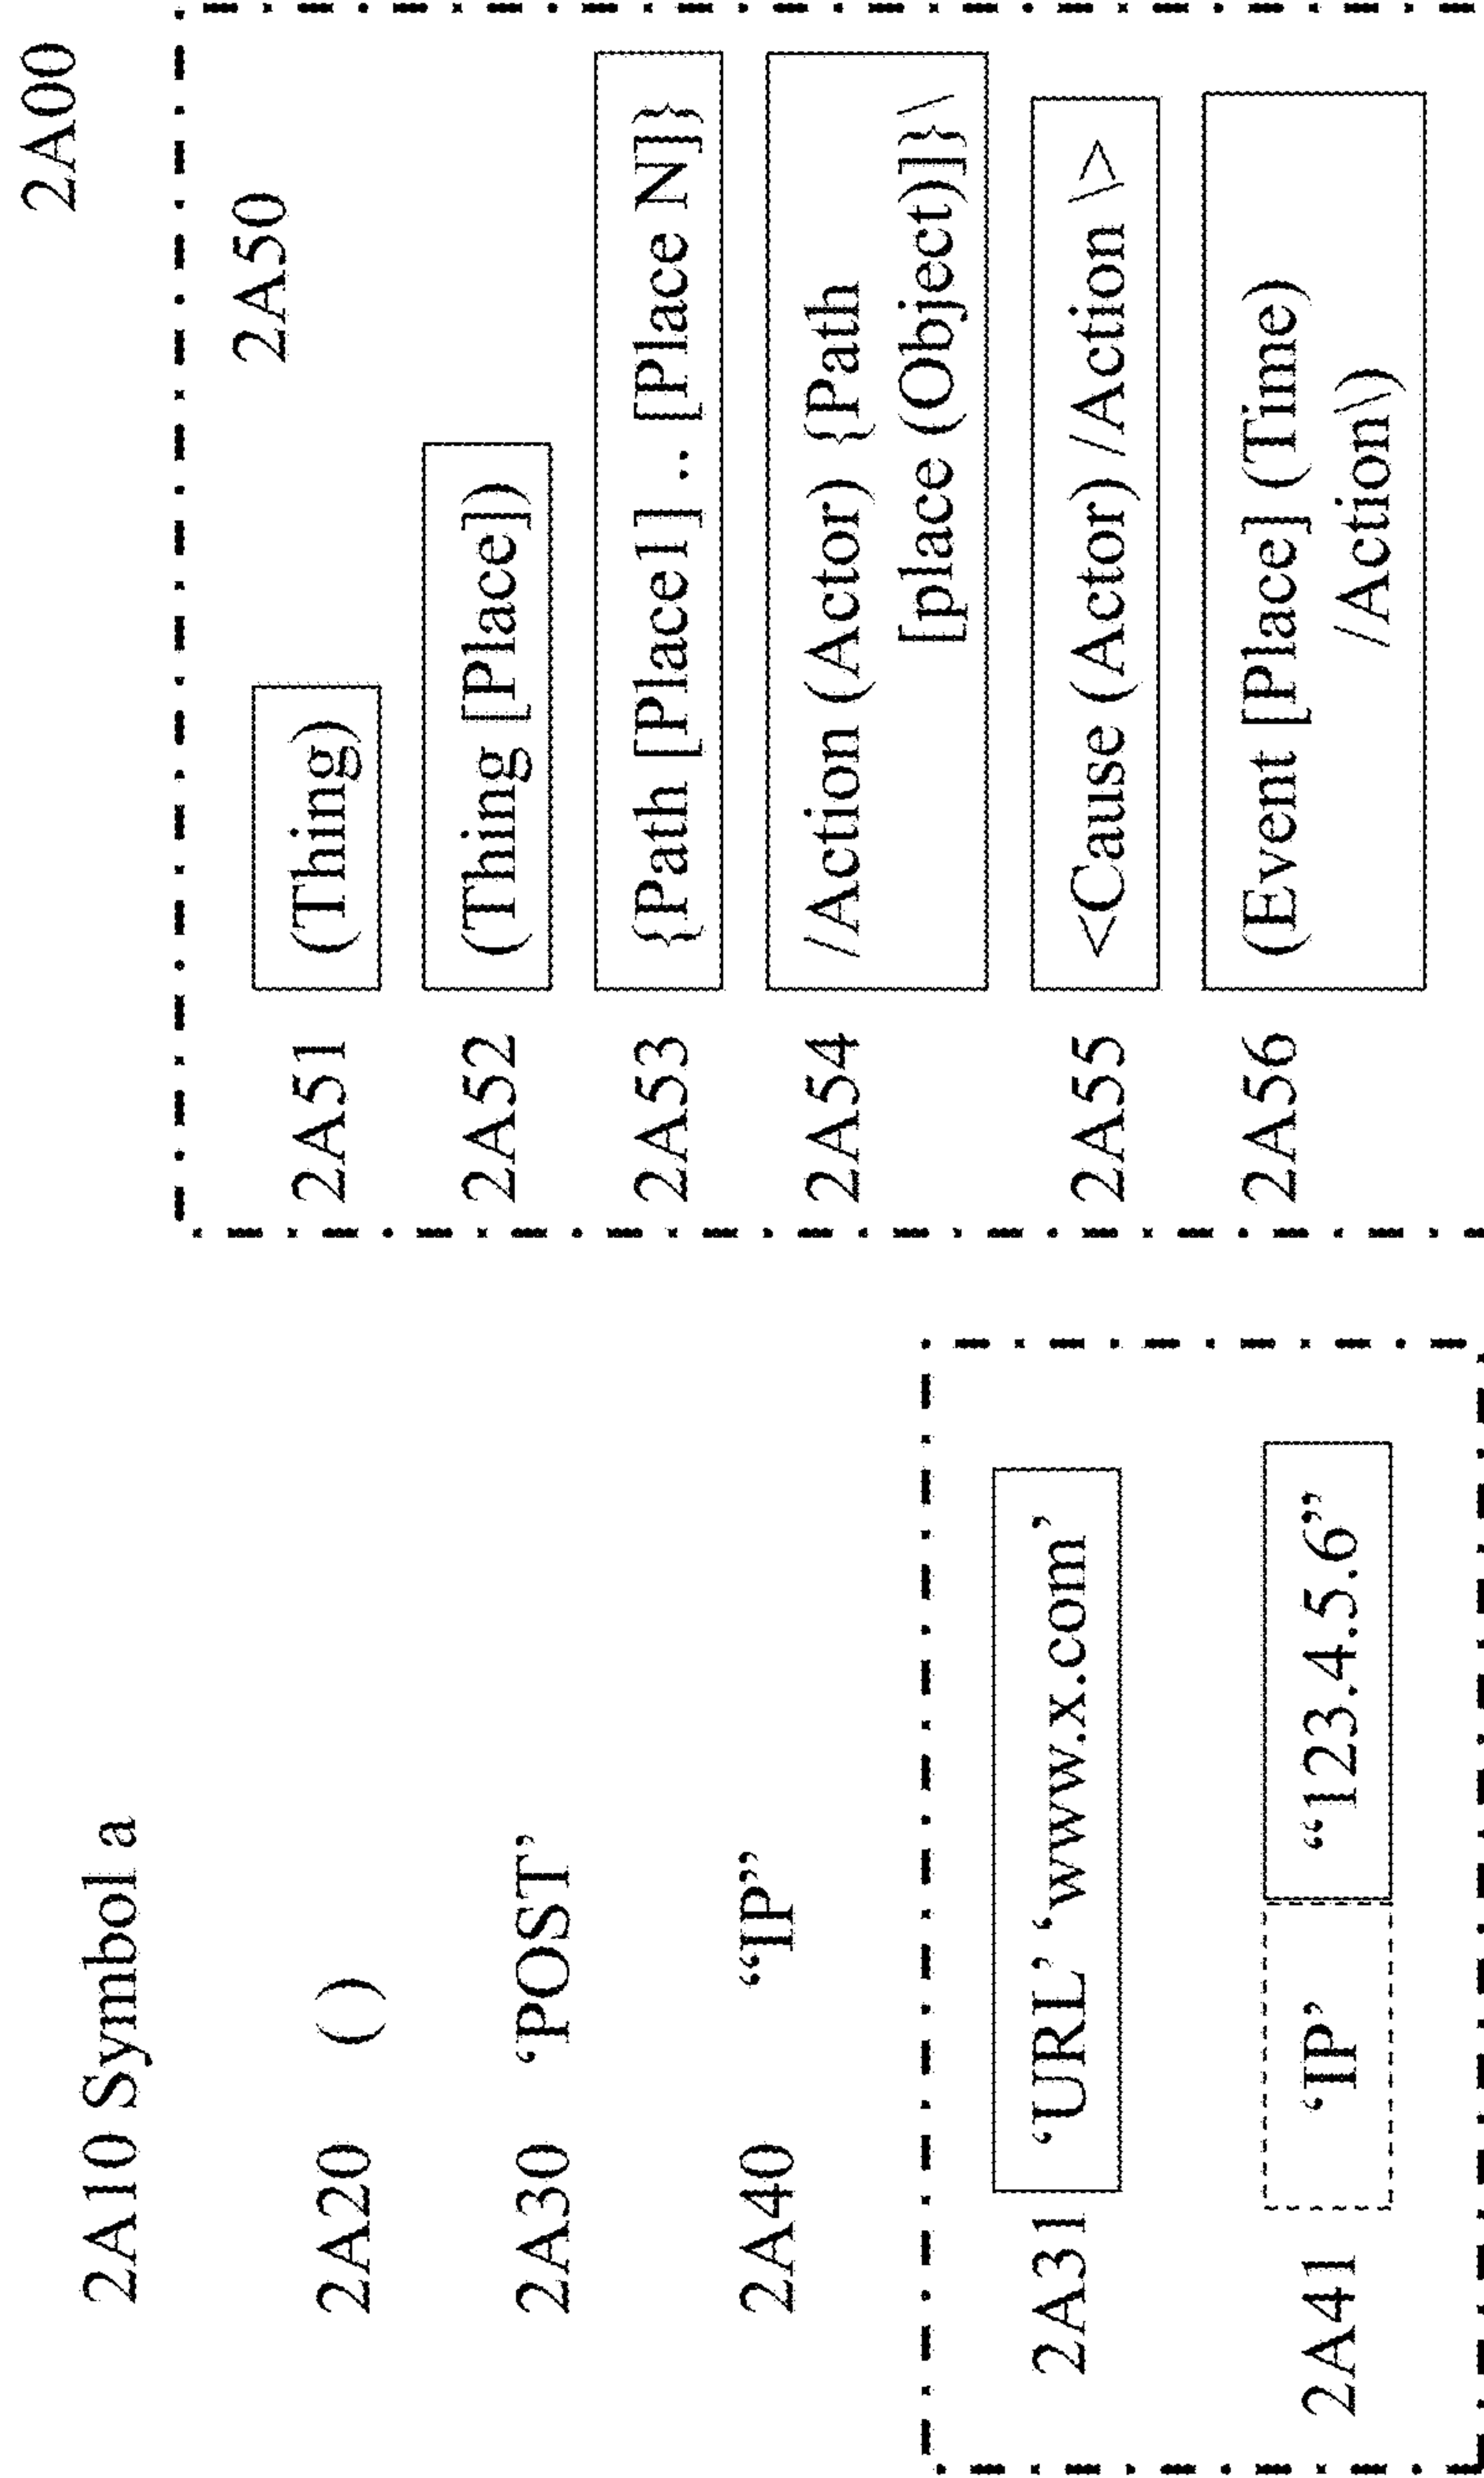 2A00
2A10 Symbol a
2A20 ( )
2A30 ‘POST’
2A40 “IP”
2A31 ‘URL’ ‘www.x.com’
2A41 ‘IP’ “123.4.5.6”
2A50
2A51 (Thing)
2A52 (Thing [Place])
2A53 {Path [Place1] .. [Place N]}
2A54 /Action (Actor) {Path
[place (Object)]}\
2A55 <Cause (Actor) /Action \>
2A56 (Event [Place] (Time)
/Action\)